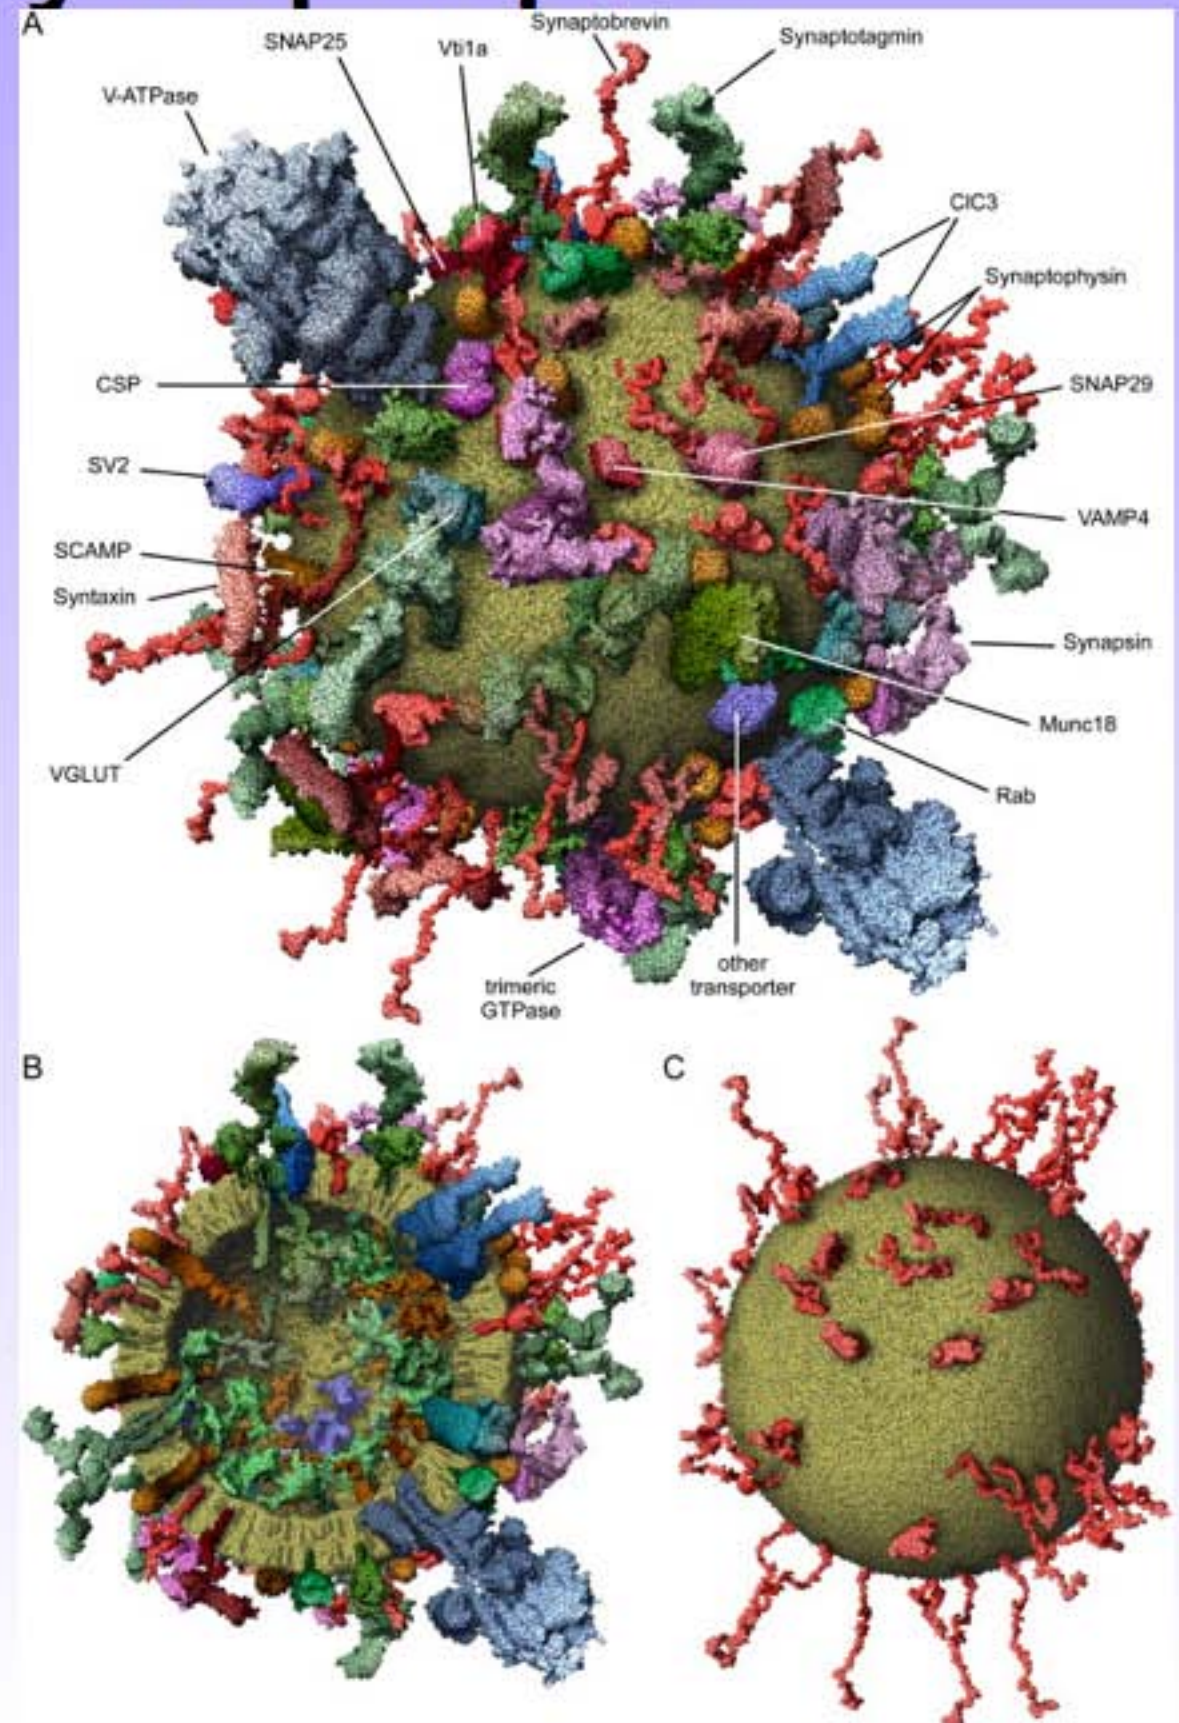 A
Synaptobrevin
SNAP25
Vti1a
Synaptotagmin
V-ATPase
ClC3
Synaptophysin
CSP
SNAP29
SV2
VAMP4
SCAMP
Syntaxin
Synapsin
Munc18
VGLUT
Rab
other
transporter
trimeric
GTPase
B
C